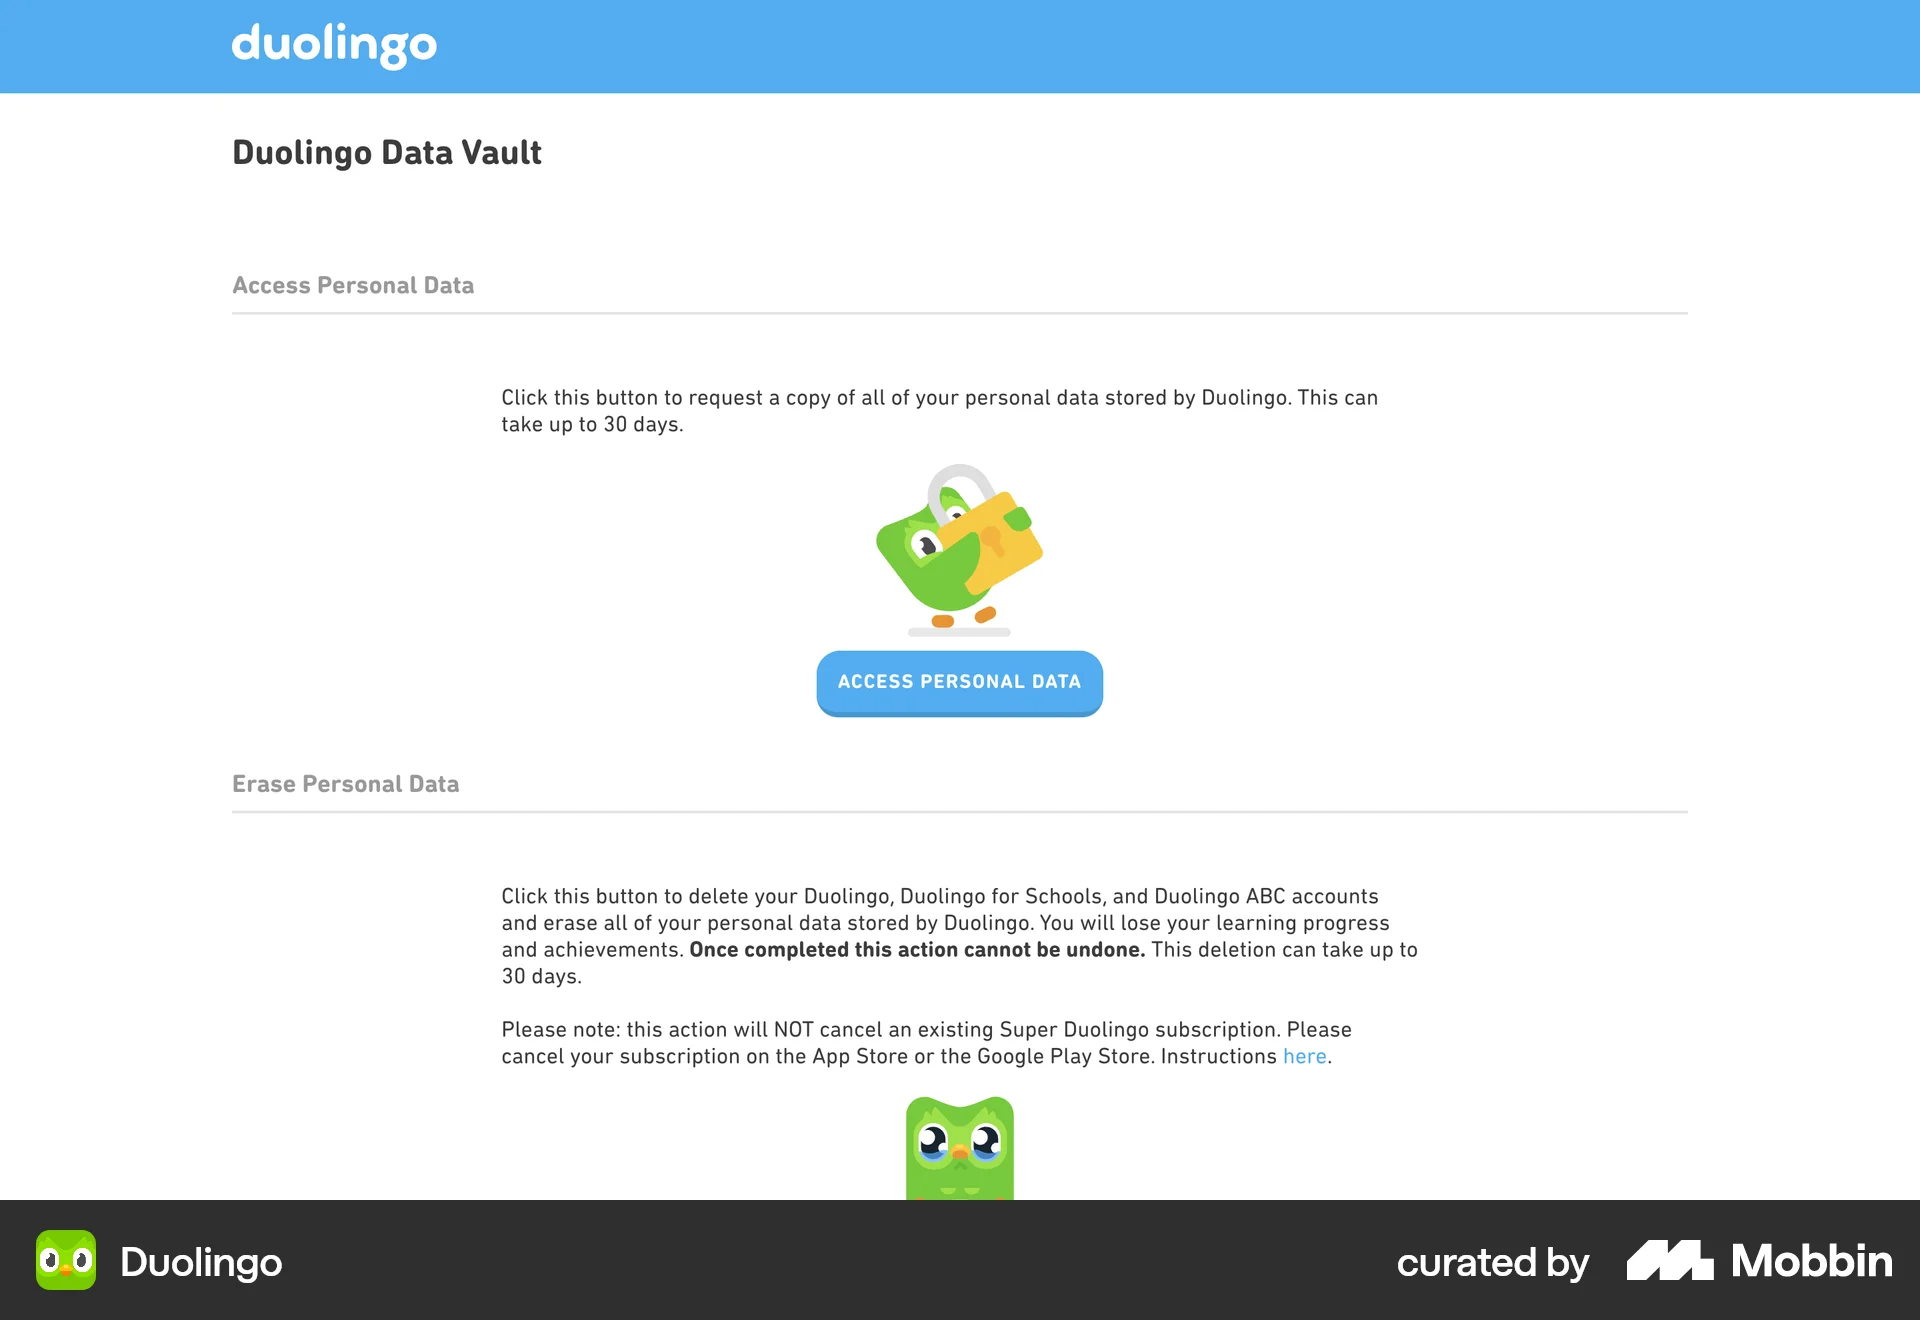 duolingo
Duolingo Data Vault
Access Personal Data
Click this button to request a copy of all of your personal data stored by Duolingo. This can
take up to 30 days.
ACCESS PERSONAL DATA
Erase Personal Data
Click this button to delete your Duolingo, Duolingo for Schools, and Duolingo ABC accounts
and erase all of your personal data stored by Duolingo. You will lose your learning progress
and achievements. Once completed this action cannot be undone. This deletion can take up to
30 days.
Please note: this action will NOT cancel an existing Super Duolingo subscription. Please
cancel your subscription on the App Store or the Google Play Store. Instructions here.
Duolingo
curated by Mobbin